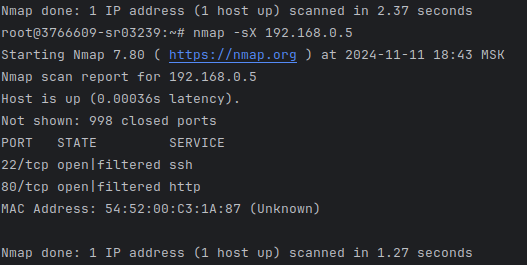 Nmap done: 1 IP address (1 host up) scanned in 2.37 seconds
root@3766609-sr03239:~# nmap -sX 192.168.0.5
Starting Nmap 7.80 ( https://nmap.org ) at 2024-11-11 18:43 MSK
Nmap scan report for 192.168.0.5
Host is up (0.00036s latency).
Not shown: 998 closed ports
PORT   STATE         SERVICE
22/tcp open|filtered ssh
80/tcp open|filtered http
MAC Address: 54:52:00:C3:1A:87 (Unknown)

Nmap done: 1 IP address (1 host up) scanned in 1.27 seconds